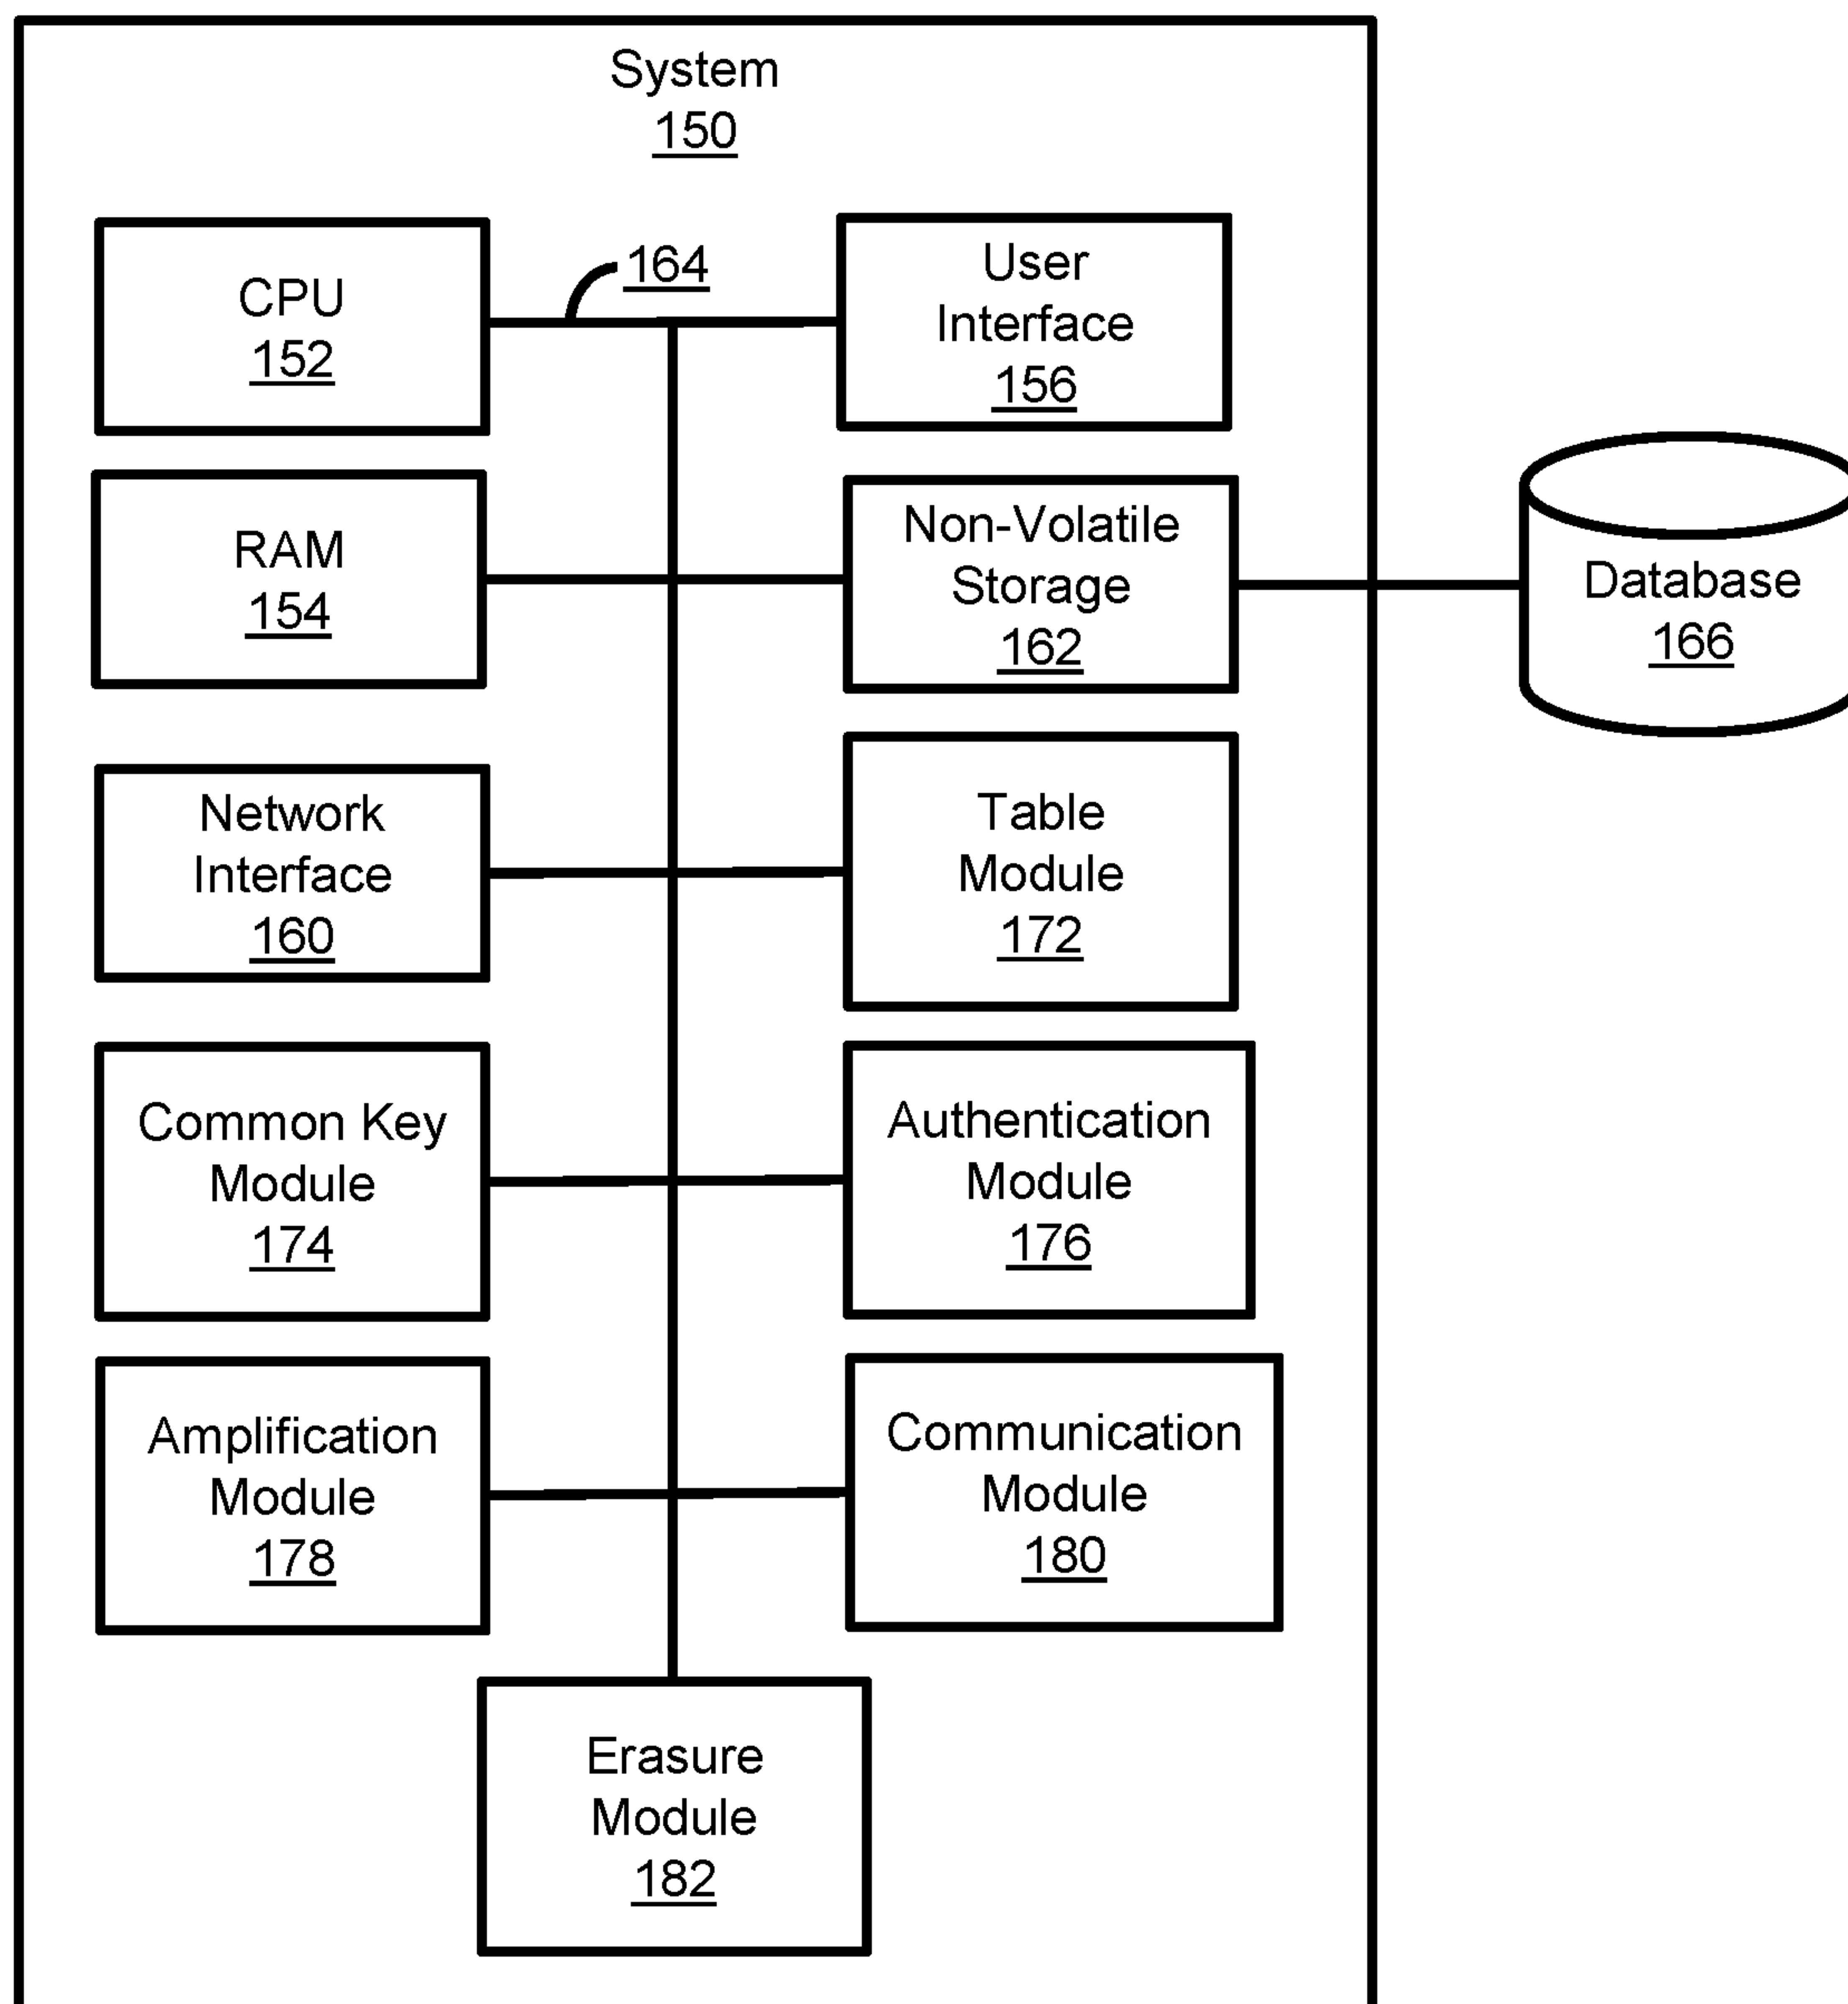 System
150
CPU
152
164
User
Interface
156
RAM
154
Non-Volatile
Storage
162
Database
166
Network
Interface
160
Table
Module
172
Common Key
Module
174
Authentication
Module
176
Amplification
Module
178
Communication
Module
180
Erasure
Module
182